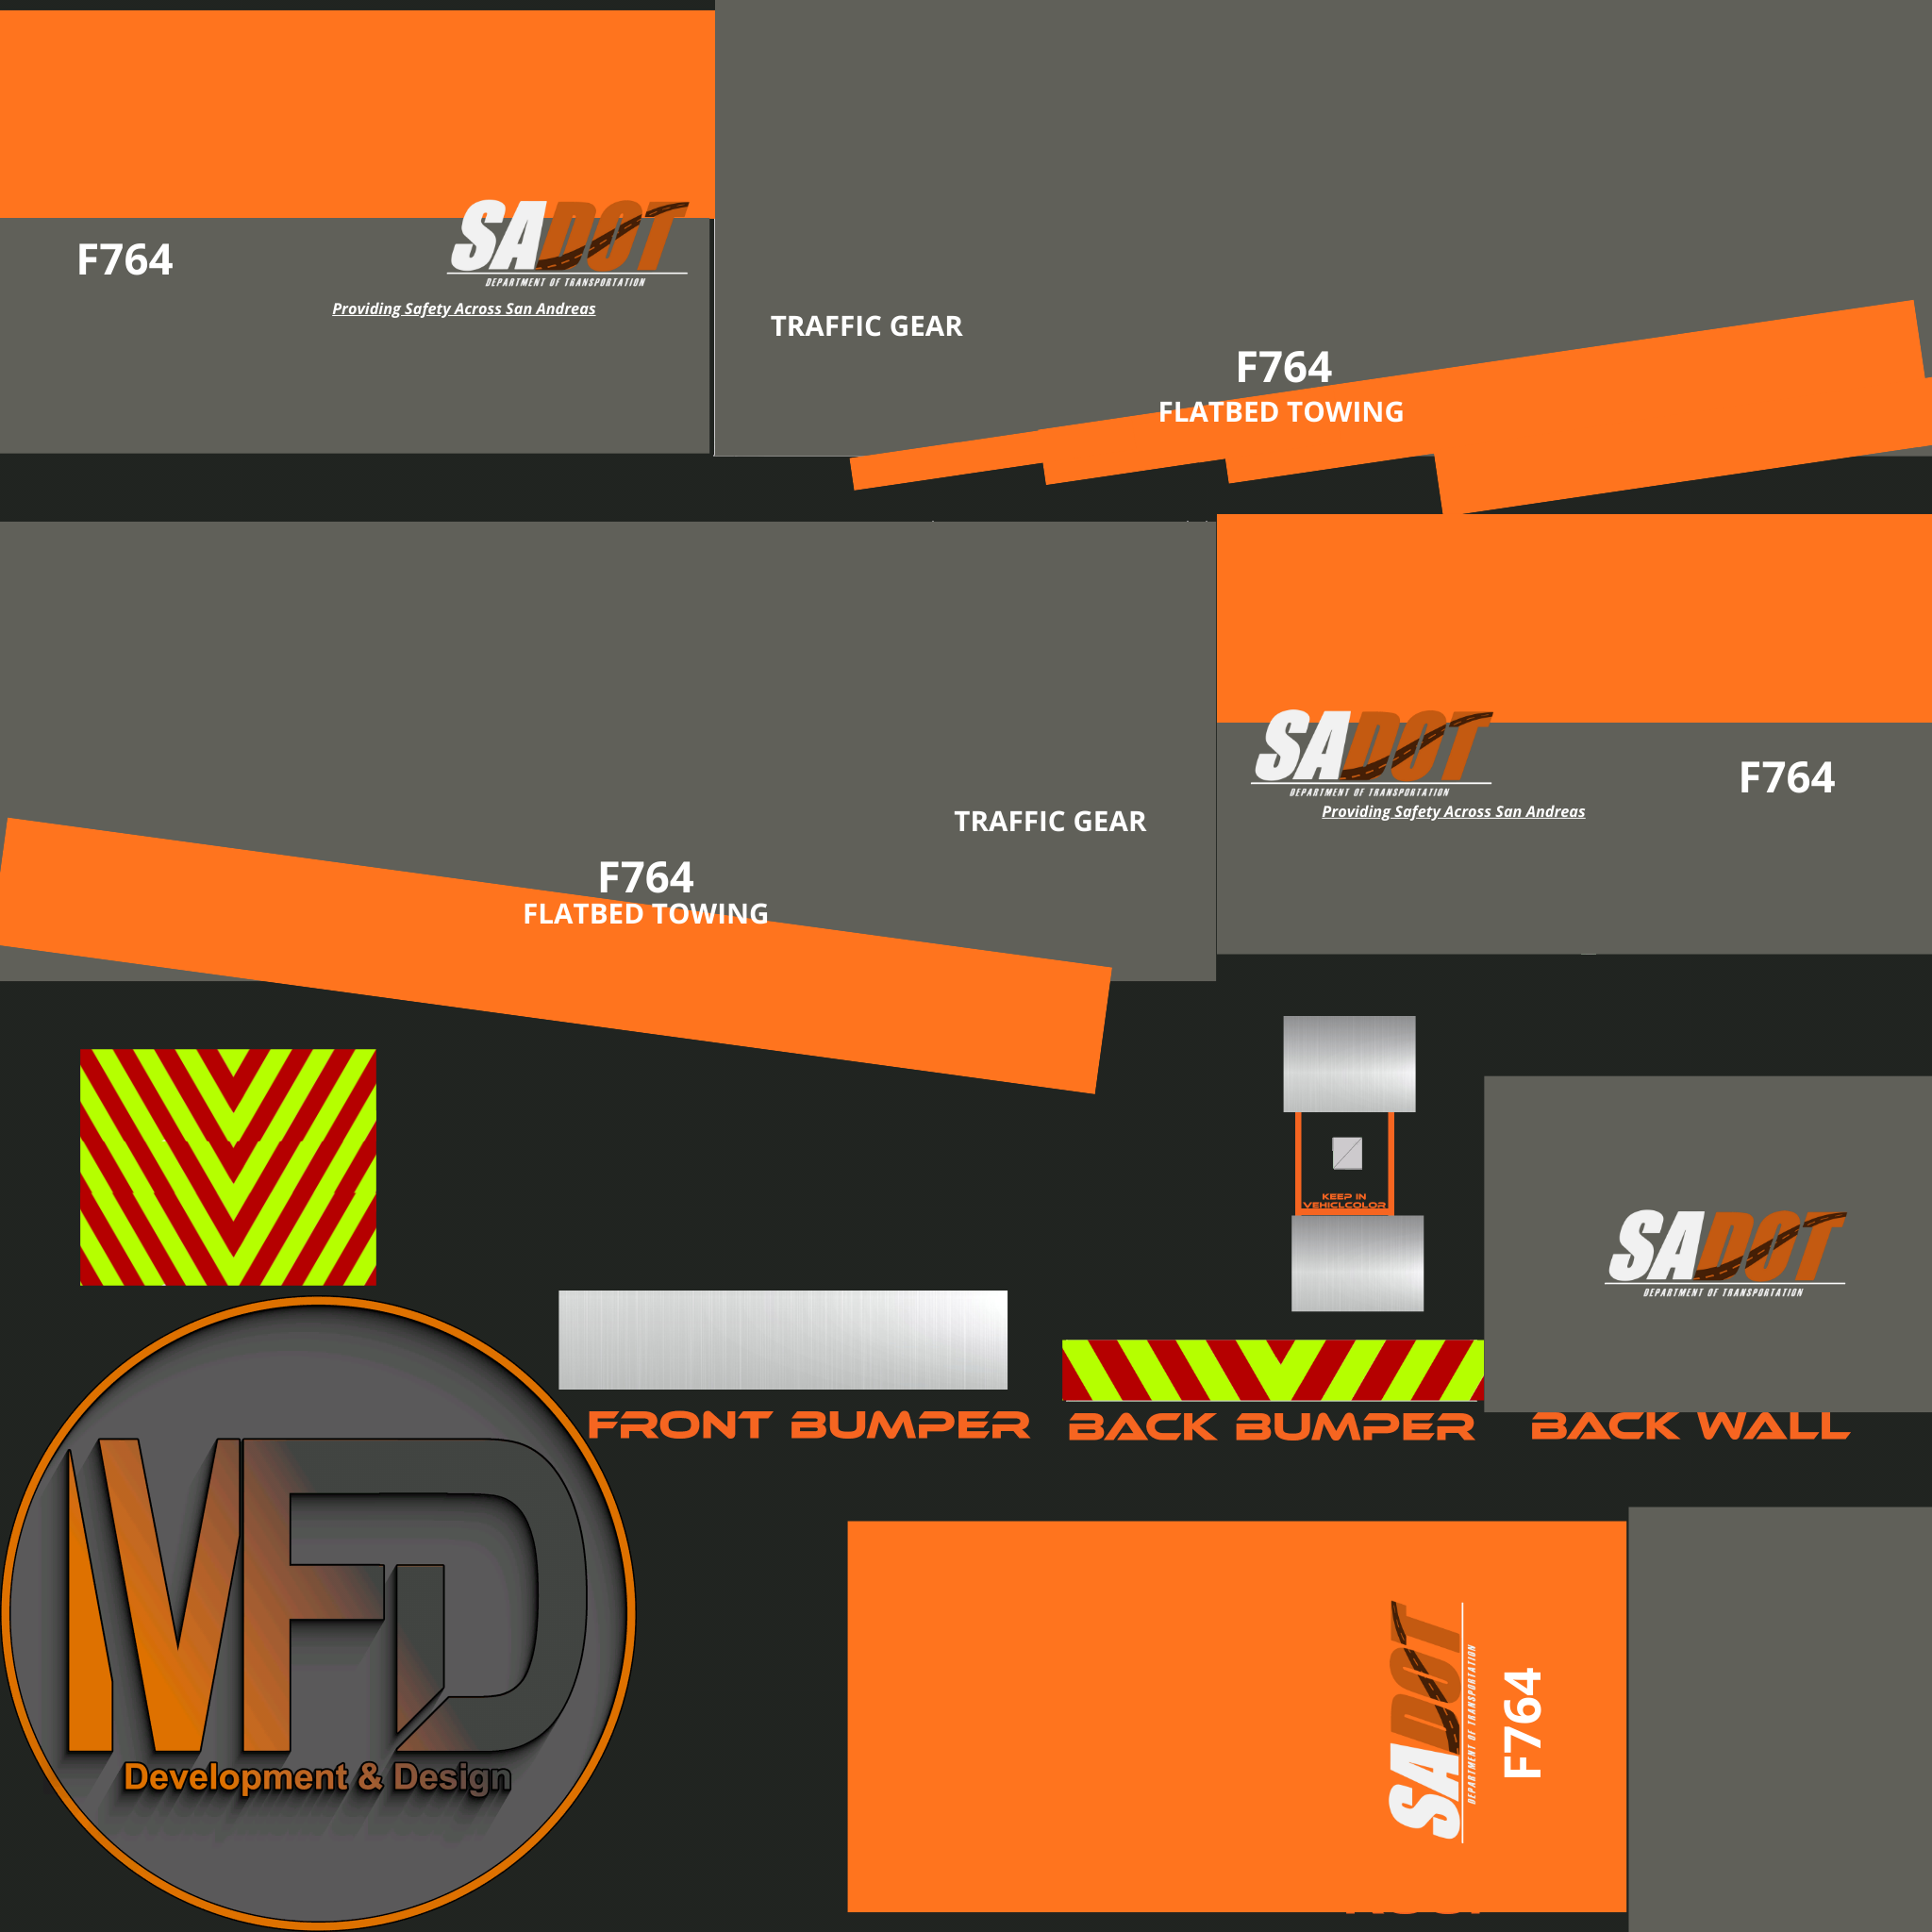 SADOT
F764
DEPARTMENT OF TRANSPORTATION
Providing Safety Across San Andreas
TRAFFIC GEAR
F764
FLATBED TOWING
SADOT
DEPARTMENT OF TRANSPORTATION
F764
Providing Safety Across San Andreas
TRAFFIC GEAR
F764
FLATBED TOWING
KEEP IN
VEHICLCOLOR
SADOT
DEPARTMENT OF TRANSPORTATION
FRONT BUMPER
BACK BUMPER
BACK WALL
MFD
Development & Design
SADOT
DEPARTMENT OF TRANSPORTATION
F764